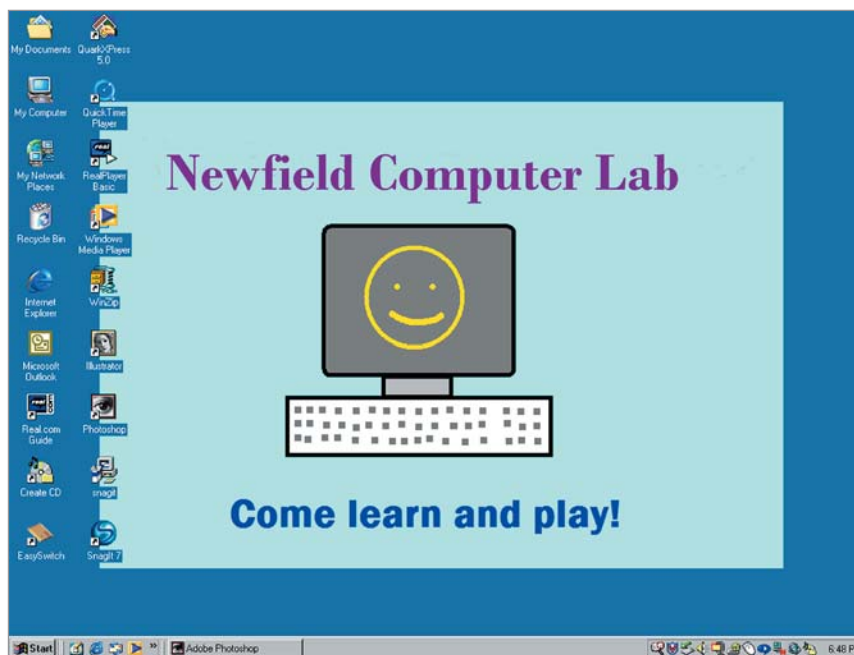 My Documents
QuarkXPress
5.0
My Computer
QuickTime
Player
My Network
Places
RealPlayer
Basic
Recycle Bin
Windows
Media Player
Internet
Explorer
WinZip
Microsoft
Outlook
Illustrator
Real.com
Guide
Photoshop
Create CD
snagit
EasySwitch
SnagIt 7
Newfield Computer Lab
Come learn and play!
Start
»
Adobe Photoshop
6:48 P